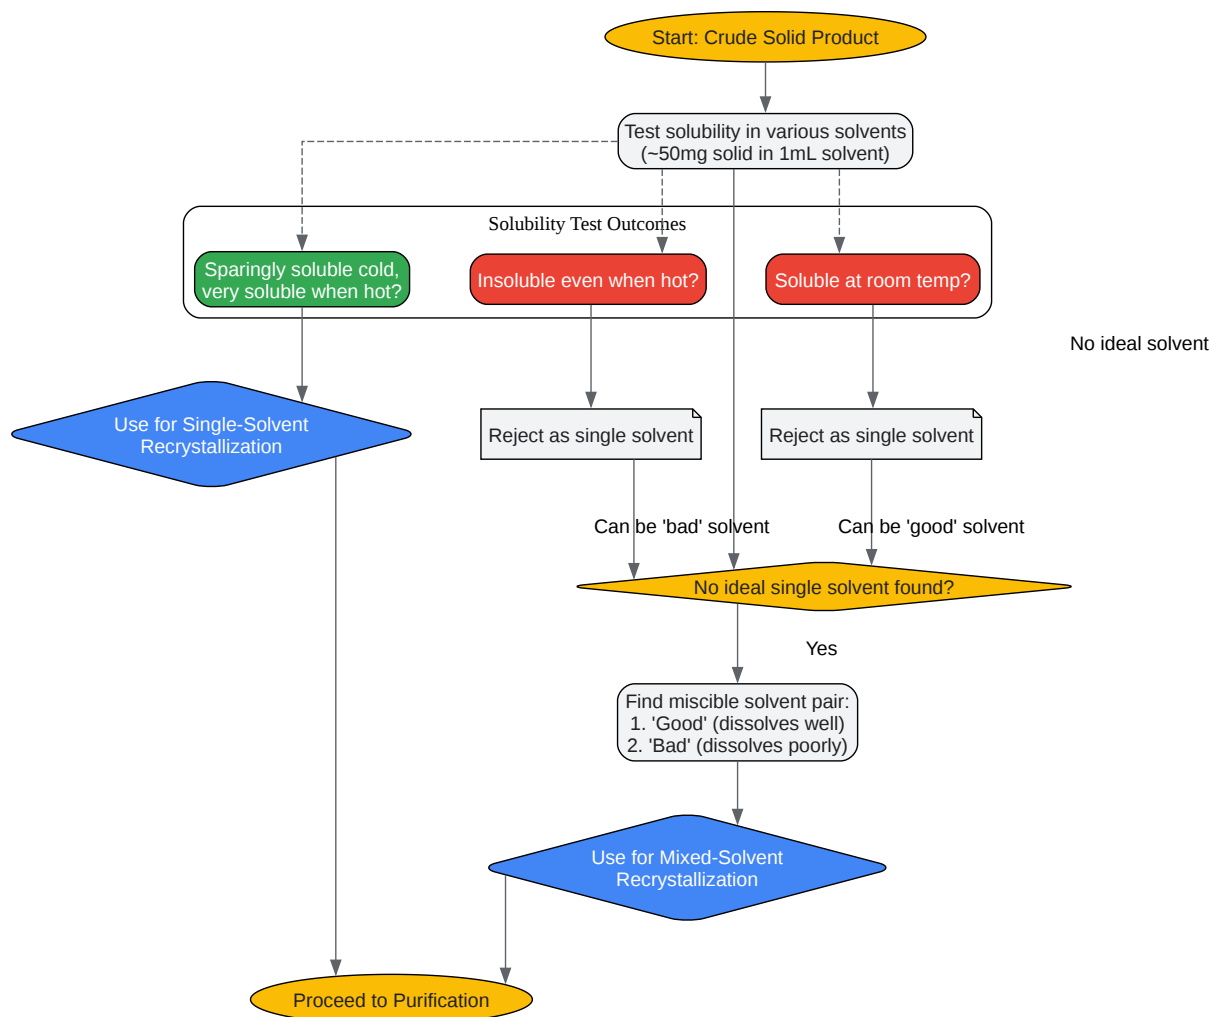 Start: Crude Solid Product
Test solubility in various solvents
(~50mg solid in 1mL solvent)
Solubility Test Outcomes
Sparingly soluble cold,
very soluble when hot?
Insoluble even when hot?
Soluble at room temp?
No ideal solvent
Use for Single-Solvent
Recrystallization
Reject as single solvent
Reject as single solvent
Can be 'bad' solvent
Can be 'good' solvent
No ideal single solvent found?
Yes
Find miscible solvent pair:
1. 'Good' (dissolves well)
2. 'Bad' (dissolves poorly)
Use for Mixed-Solvent
Recrystallization
Proceed to Purification